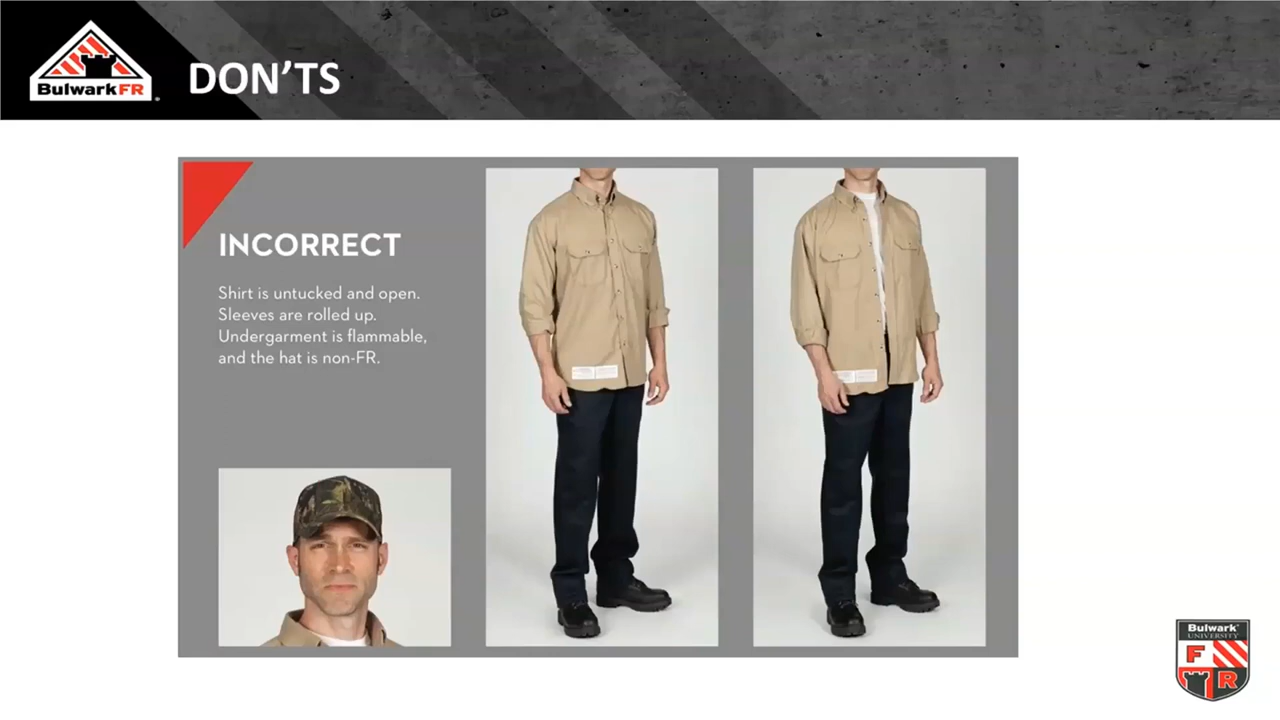 BulwarkFR
DON'TS
INCORRECT
Shirt is untucked and open.
Sleeves are rolled up.
Undergarment is flammable,
and the hat is non-FR.
Bulwark
UNIVERSITY
F
R